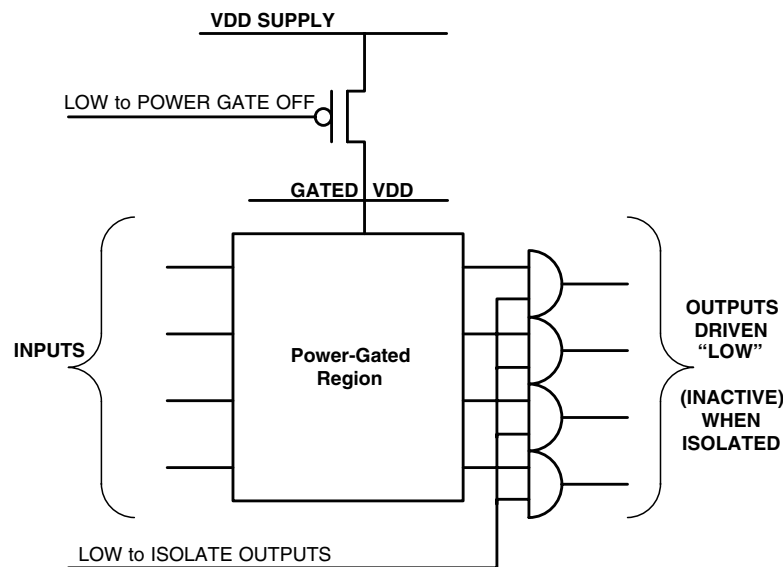 VDD SUPPLY
LOW to POWER GATE OFF
GATED VDD
INPUTS
Power-Gated
Region
OUTPUTS
DRIVEN
“LOW”
(INACTIVE)
WHEN
ISOLATED
LOW to ISOLATE OUTPUTS